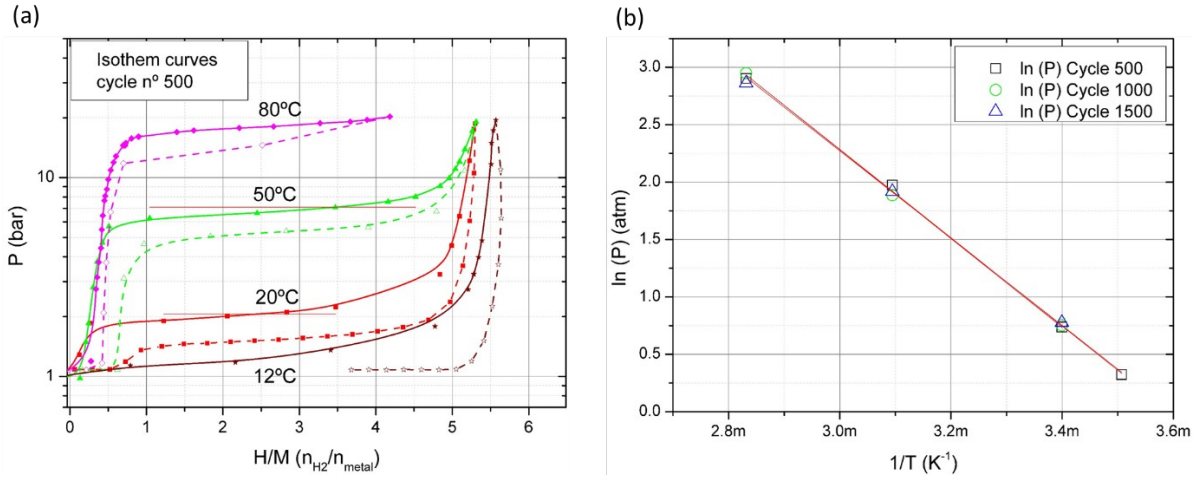 (a)
Isothem curves
cycle nº 500
80ºC
50ºC
20ºC
12ºC
10
1
P (bar)
0 1 2 3 4 5 6
H/M (n_H2/n_metal)
(b)
ln (P) Cycle 500
ln (P) Cycle 1000
ln (P) Cycle 1500
3.0
2.5
2.0
1.5
1.0
0.5
0.0
ln (P) (atm)
2.8m 3.0m 3.2m 3.4m 3.6m
1/T (K⁻¹)